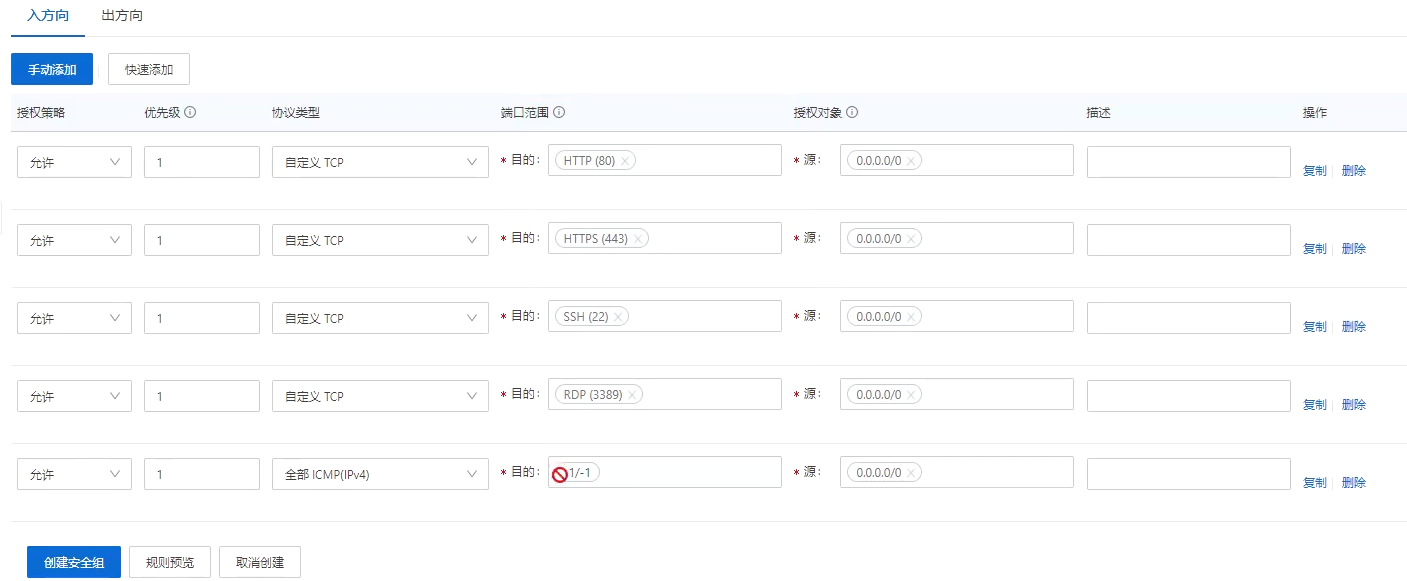 入方向 出方向
手动添加 快速添加
授权策略 优先级 协议类型 端口范围 授权对象 描述 操作
允许 1 自定义 TCP * 目的： HTTP (80) × * 源： 0.0.0.0/0 × 复制 删除
允许 1 自定义 TCP * 目的： HTTPS (443) × * 源： 0.0.0.0/0 × 复制 删除
允许 1 自定义 TCP * 目的： SSH (22) × * 源： 0.0.0.0/0 × 复制 删除
允许 1 自定义 TCP * 目的： RDP (3389) × * 源： 0.0.0.0/0 × 复制 删除
允许 1 全部 ICMP(IPv4) * 目的： 1/-1 * 源： 0.0.0.0/0 × 复制 删除
创建安全组 规则预览 取消创建